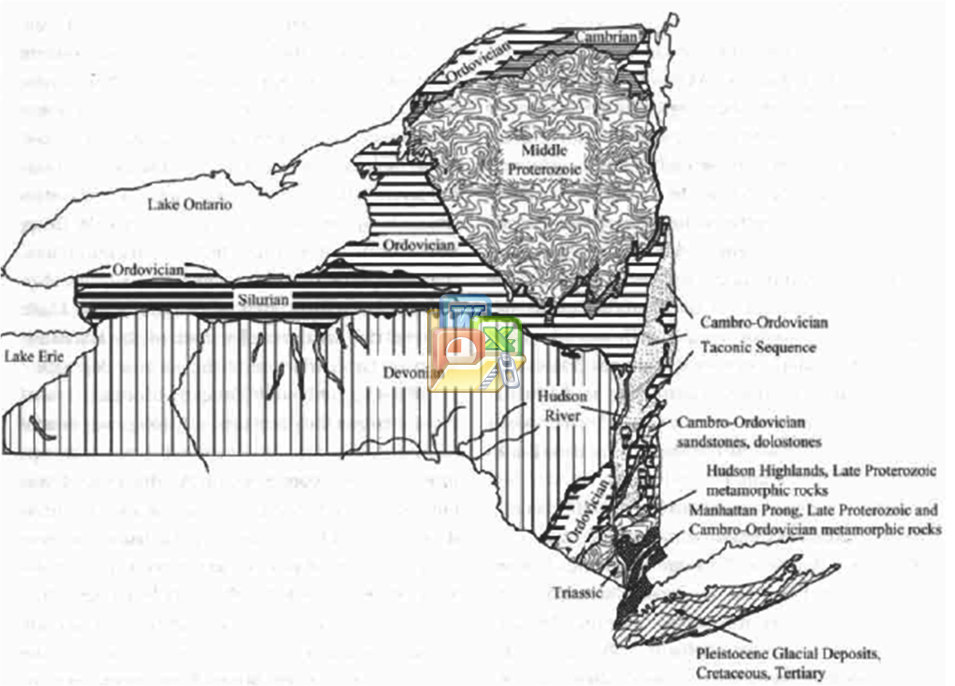 Ordovician
Cambrian
Middle
Proterozoic
Lake Ontario
Ordovician
Ordovician
Silurian
Lake Erie
Devonian
Hudson
River
Ordovician
Triassic
Cambro-Ordovician
Taconic Sequence
Cambro-Ordovician
sandstones, dolostones
Hudson Highlands, Late Proterozoic
metamorphic rocks
Manhattan Prong, Late Proterozoic and
Cambro-Ordovician metamorphic rocks
Pleistocene Glacial Deposits,
Cretaceous, Tertiary